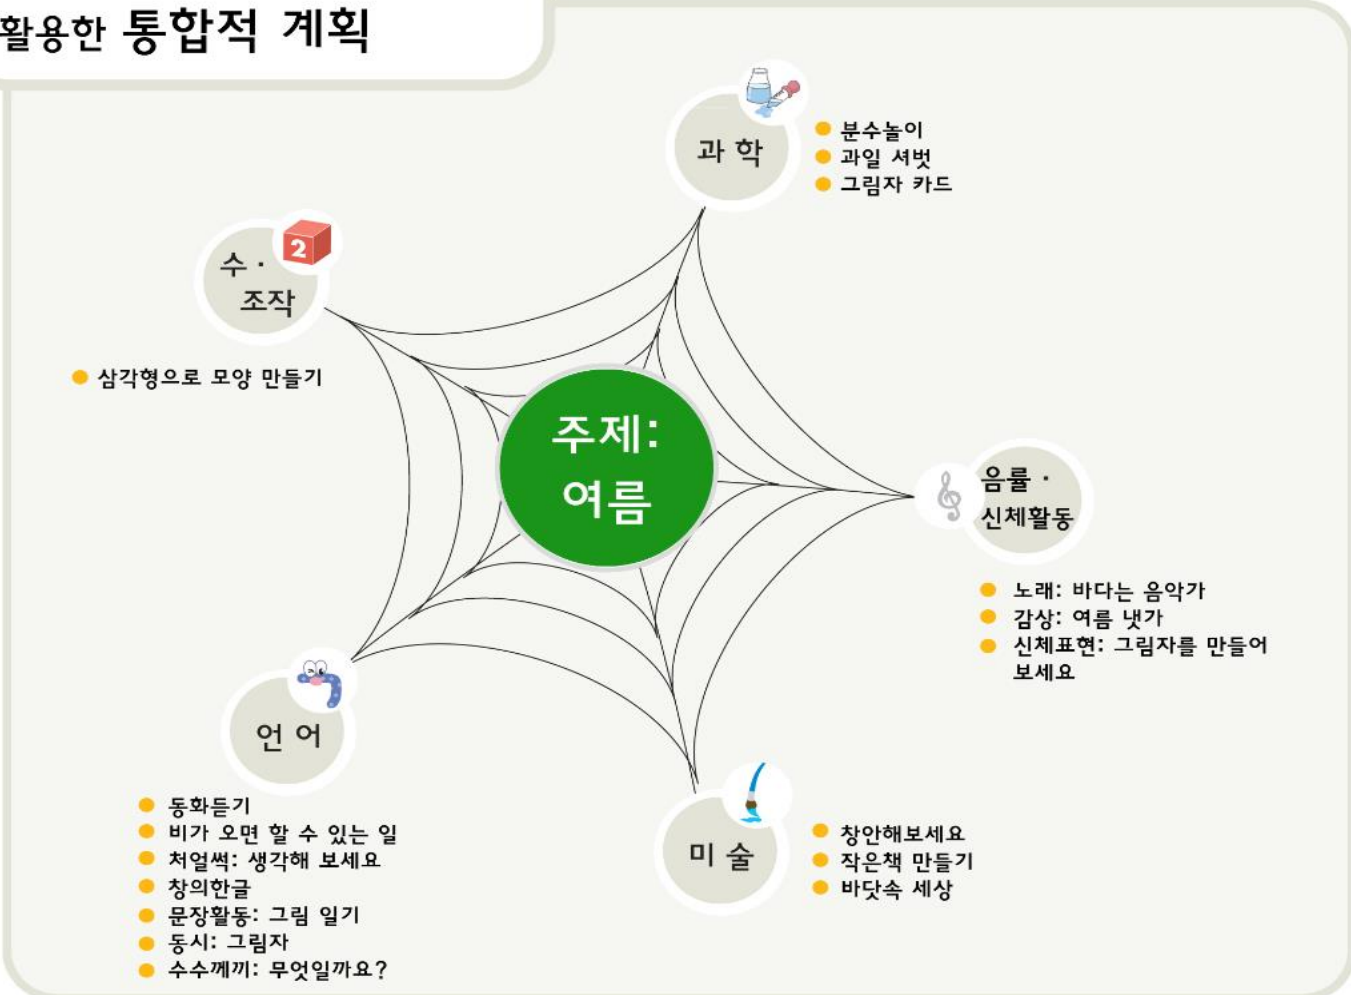 활용한 통합적 계획
과 학
분수놀이
과일 셔벗
그림자 카드
수 ·
조작
2
삼각형으로 모양 만들기
주제:
여름
음률 ·
신체활동
노래: 바다는 음악가
감상: 여름 냇가
신체표현: 그림자를 만들어
보세요
언 어
동화듣기
비가 오면 할 수 있는 일
처얼썩: 생각해 보세요
창의한글
문장활동: 그림 일기
동시: 그림자
수수께끼: 무엇일까요?
미 술
창안해보세요
작은책 만들기
바닷속 세상